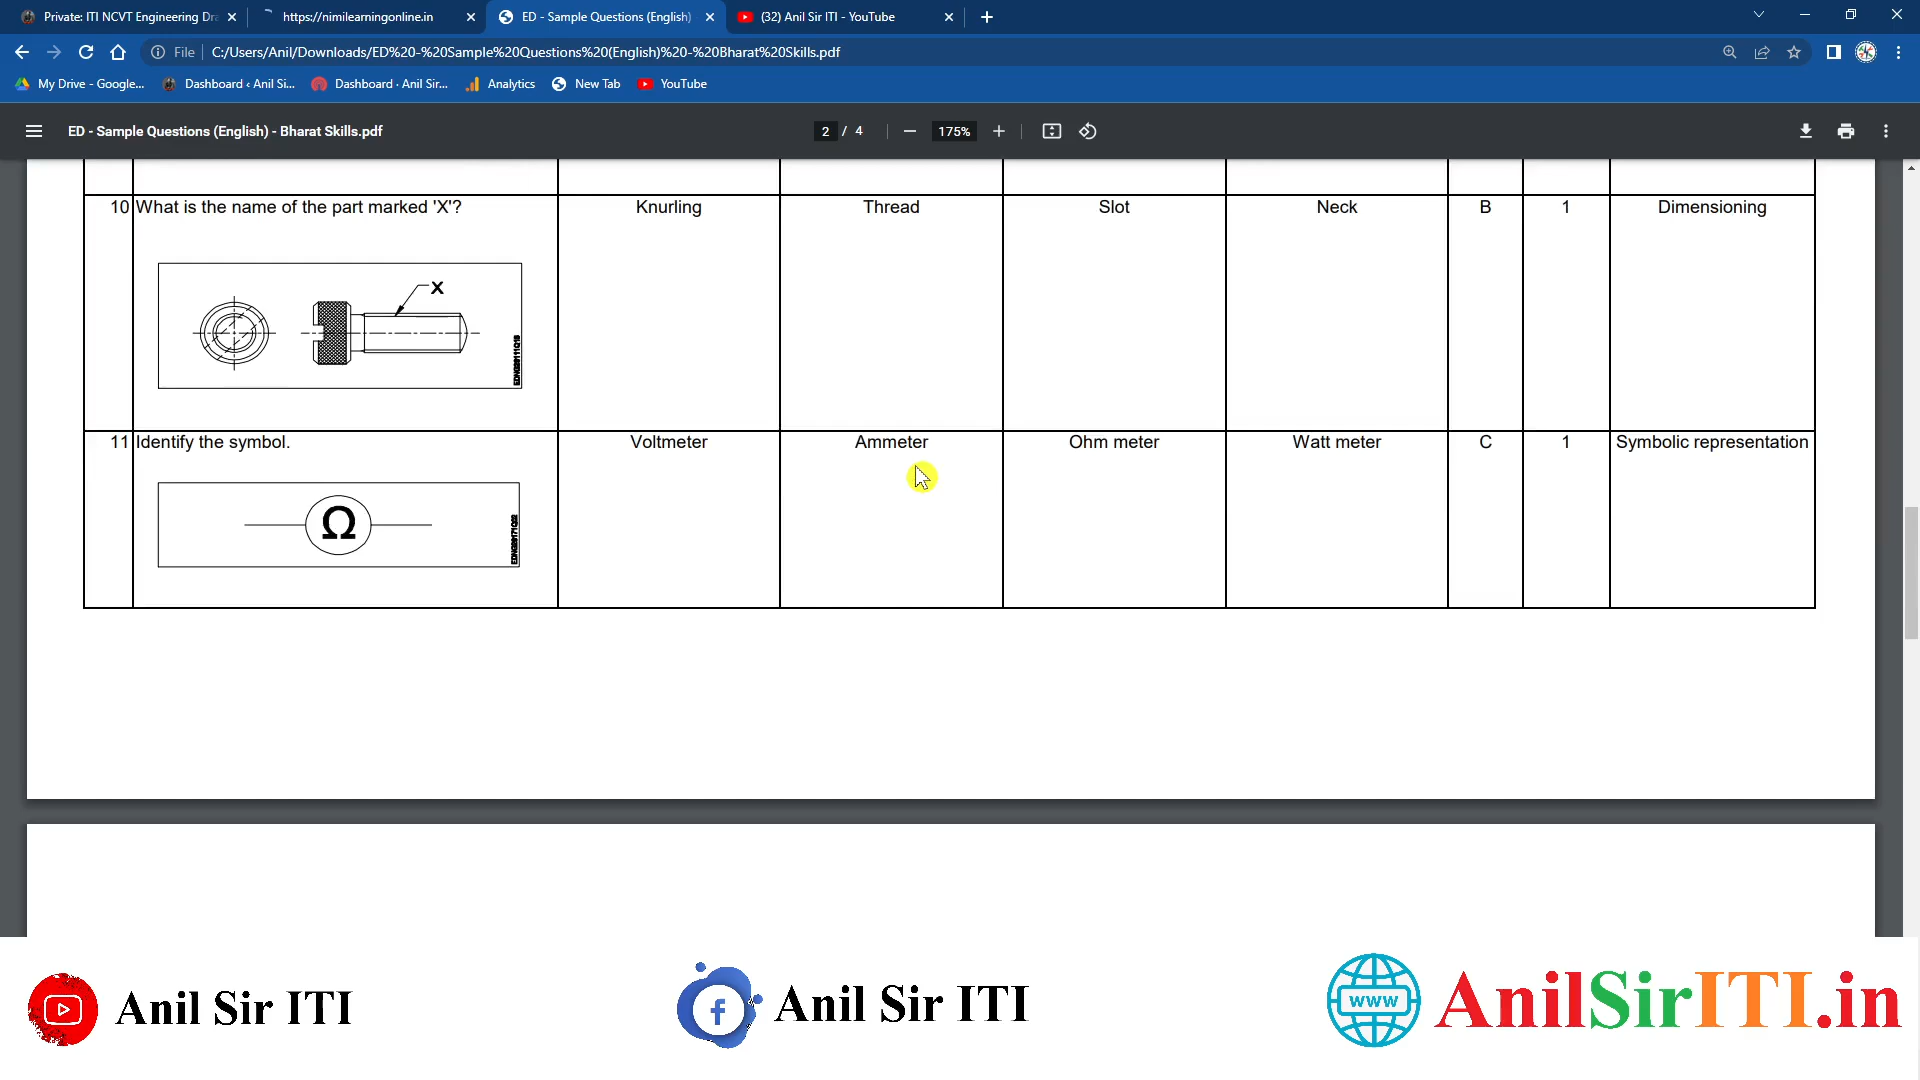 Private: ITI NCVT Engineering Dra
https://nimilearningonline.in
ED - Sample Questions (English)
(32) Anil Sir ITI - YouTube
File
C:/Users/Anil/Downloads/ED%20-%20Sample%20Questions%20(English)%20-%20Bharat%20Skills.pdf
My Drive - Google...
Dashboard ‹ Anil Si...
Dashboard · Anil Sir...
Analytics
New Tab
YouTube
ED - Sample Questions (English) - Bharat Skills.pdf
2 / 4
175%
10 What is the name of the part marked 'X'? Knurling Thread Slot Neck B 1 Dimensioning
X
11 Identify the symbol. Voltmeter Ammeter Ohm meter Watt meter C 1 Symbolic representation
Ω
Anil Sir ITI
f
Anil Sir ITI
www
AnilSirITI.in